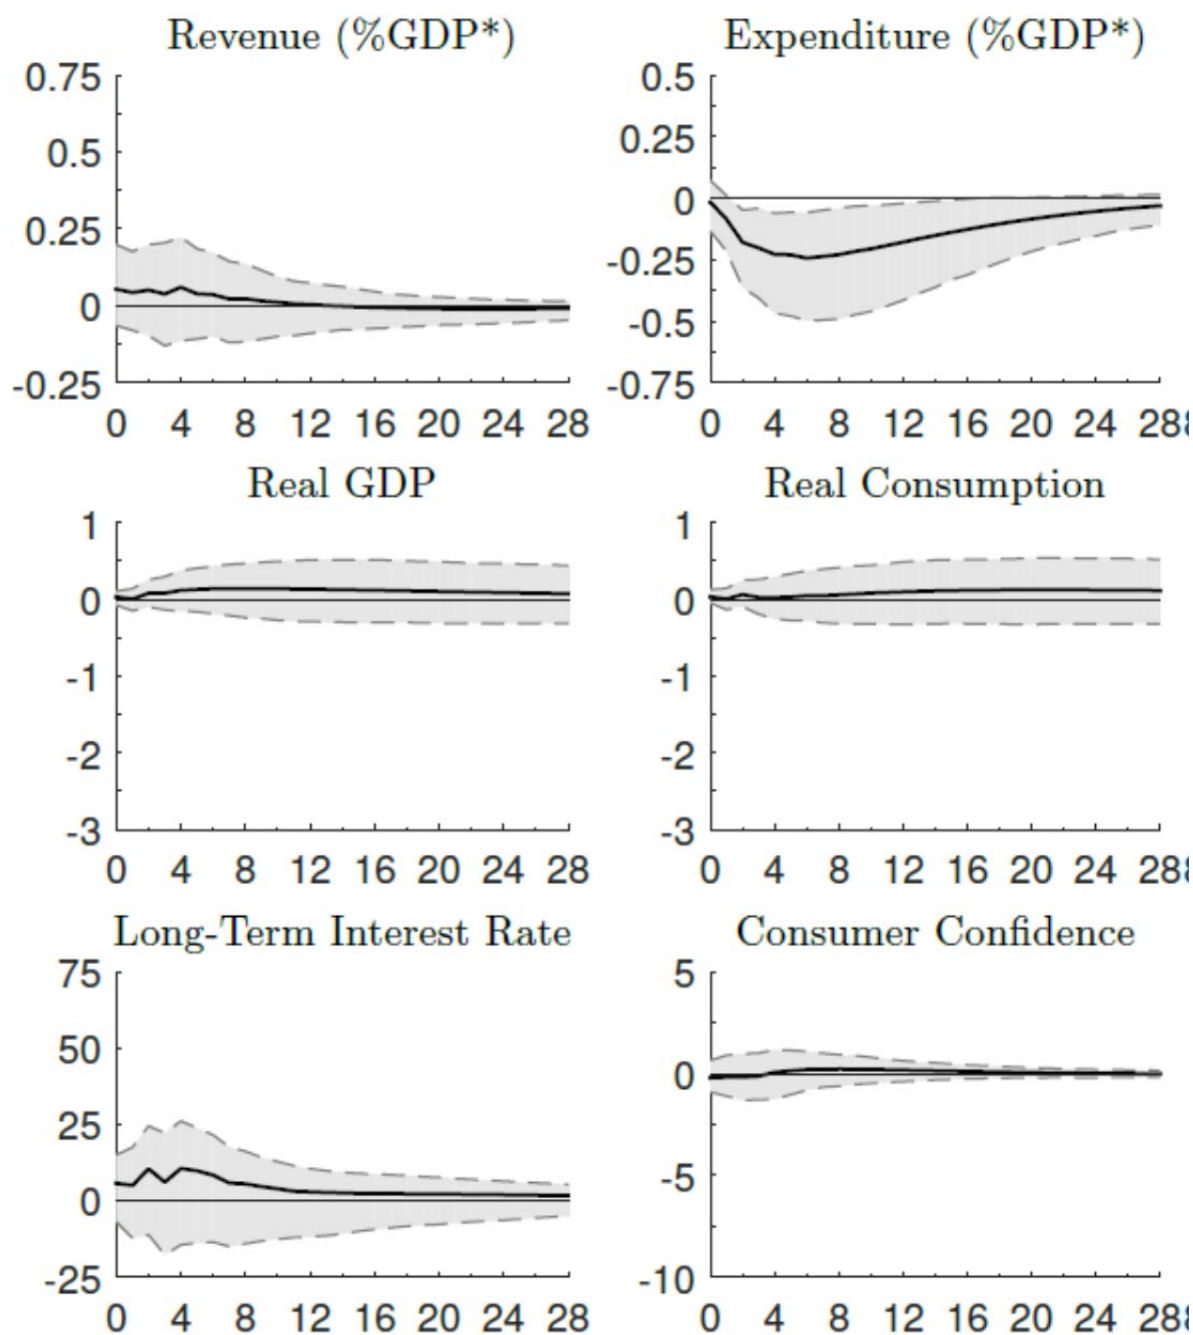 Revenue (%GDP*)
0.75
0.5
0.25
0
-0.25
0 4 8 12 16 20 24 28
Expenditure (%GDP*)
0.5
0.25
0
-0.25
-0.5
-0.75
0 4 8 12 16 20 24 28
Real GDP
1
0
-1
-2
-3
0 4 8 12 16 20 24 28
Real Consumption
1
0
-1
-2
-3
0 4 8 12 16 20 24 28
Long-Term Interest Rate
75
50
25
0
-25
0 4 8 12 16 20 24 28
Consumer Confidence
5
0
-5
-10
0 4 8 12 16 20 24 28